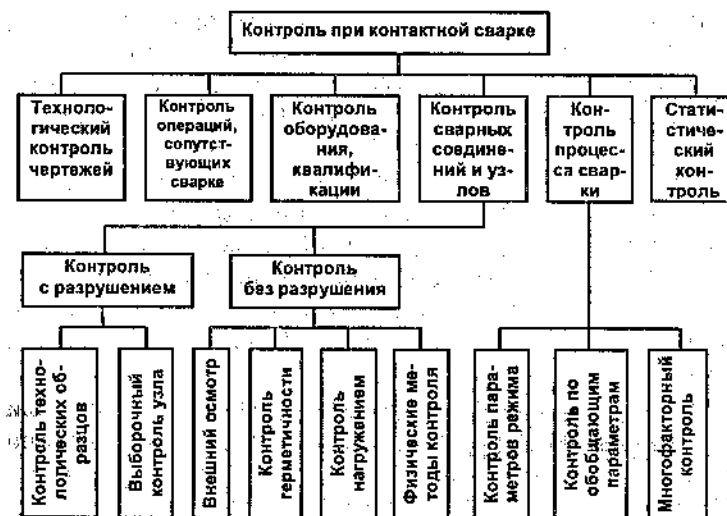 Контроль при контактной сварке
Техноло-
гический
контроль
чертежей
Контроль
операций,
сопутст-
вующих
сварке
Контроль
оборудова-
ния,
квалифи-
кации
Контроль
сварных
соедине-
ний и уз-
лов
Кон-
троль
процес-
са свар-
ки
Стати-
стиче-
ский
кон-
троль
Контроль
с разрушением
Контроль
без разрушения
Контроль техно-
логических об-
разцов
Выборочный
контроль узла
Внешний осмотр
Контроль
герметичности
Контроль
нагружением
Физические ме-
тоды контроля
Контроль пара-
метров режима
Контроль по
обобщающим
параметрам
Многофакторный
контроль